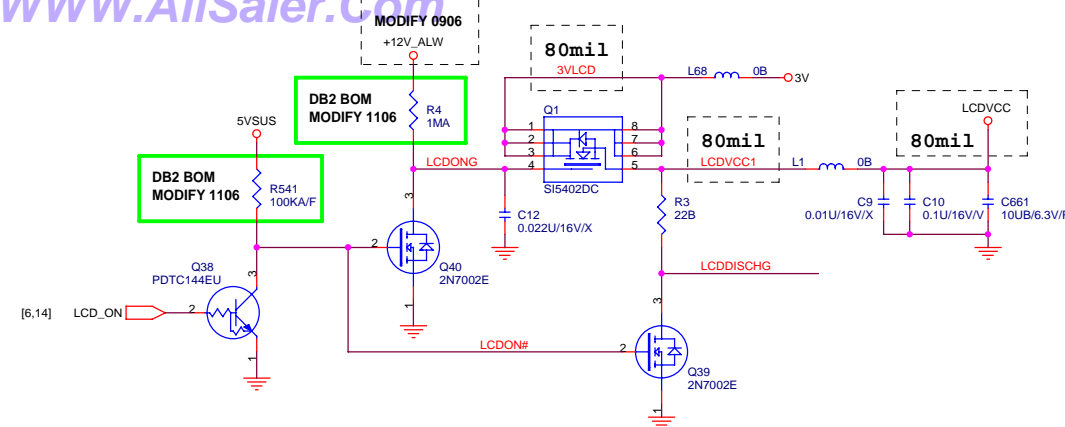 WWW.AllSaler.Com
MODIFY 0906
+12V_ALW
80mil
3VLCD
L68
0B
3V
DB2 BOM
MODIFY 1106
R4
1MA
Q1
1
2
3
4
8
7
6
5
SI5402DC
LCDVCC
80mil
80mil
5VSUS
LCDONG
LCDVCC1
L1
0B
DB2 BOM
MODIFY 1106
R541
100KA/F
3
C12
0.022U/16V/X
R3
22B
C9
0.01U/16V/X
C10
0.1U/16V/V
C661
10UB/6.3V/
2
Q40
2N7002E
1
Q38
PDTC144EU
3
LCDDISCHG
[6,14]
LCD_ON
2
1
3
LCDON#
2
Q39
2N7002E
1